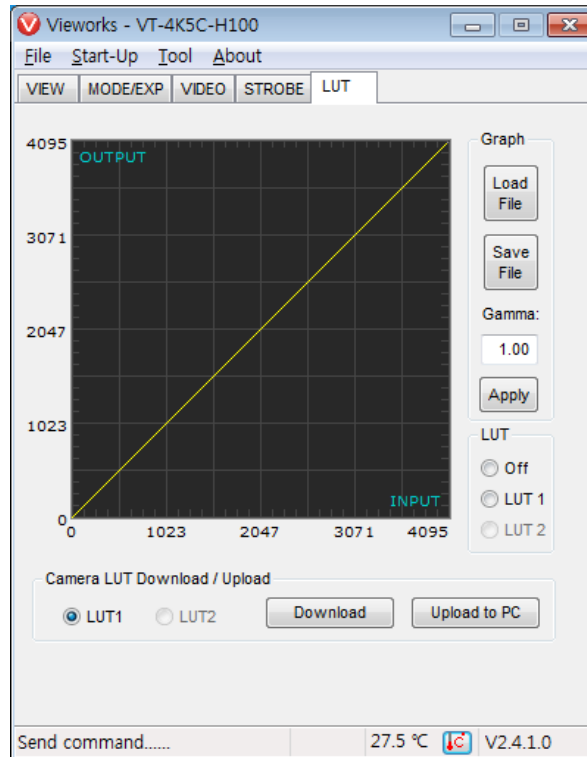 Vieworks - VT-4K5C-H100
File Start-Up Tool About
VIEW MODE/EXP VIDEO STROBE LUT
4095
OUTPUT
3071
2047
1023
0
INPUT
0 1023 2047 3071 4095
Graph
Load
File
Save
File
Gamma:
1.00
Apply
LUT
Off
LUT 1
LUT 2
Camera LUT Download / Upload
LUT1 LUT2 Download Upload to PC
Send command...... 27.5 ℃ C V2.4.1.0